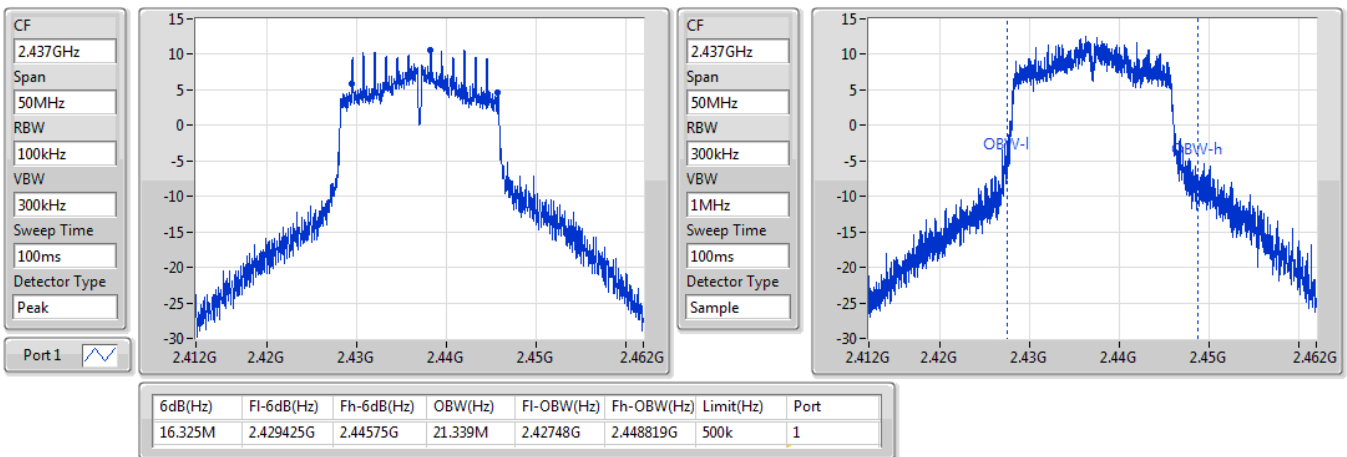 CF
2.437GHz
Span
50MHz
RBW
100kHz
VBW
300kHz
Sweep Time
100ms
Detector Type
Peak
Port 1
15
10
5
0
-5
-10
-15
-20
-25
-30
2.412G 2.42G 2.43G 2.44G 2.45G 2.462G
CF
2.437GHz
Span
50MHz
RBW
300kHz
VBW
1MHz
Sweep Time
100ms
Detector Type
Sample
15
10
5
0
-5
-10
-15
-20
-25
-30
OBW-l
OBW-h
2.412G 2.42G 2.43G 2.44G 2.45G 2.462G
6dB(Hz) Fl-6dB(Hz) Fh-6dB(Hz) OBW(Hz) Fl-OBW(Hz) Fh-OBW(Hz) Limit(Hz) Port
16.325M 2.429425G 2.44575G 21.339M 2.42748G 2.448819G 500k 1